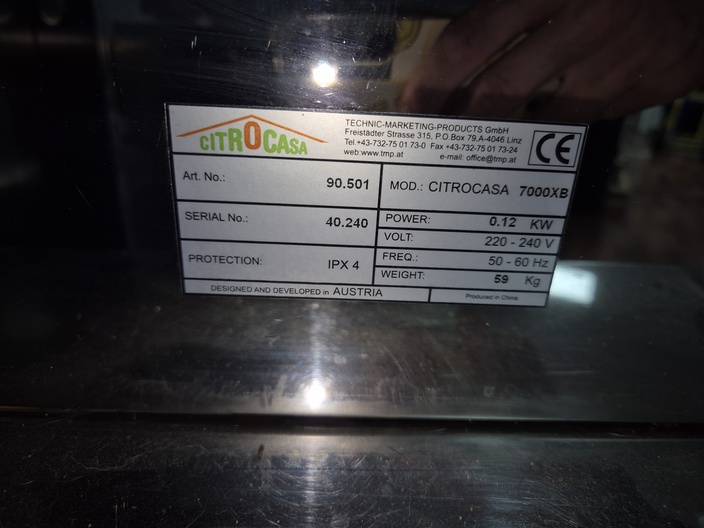 CITROCASA
TECHNIC-MARKETING-PRODUCTS GmbH
Freistädter Strasse 315, P.O.Box 79,A-4046 Linz
Tel.+43-732-75 01 73-0 Fax +43-732-75 01 73-24
web:www.tmp.at e-mail: office@tmp.at
CE
Art. No.: 90.501
MOD.: CITROCASA 7000XB
SERIAL No.: 40.240
POWER: 0.12 KW
VOLT: 220 - 240 V
PROTECTION: IPX 4
FREQ.: 50 - 60 Hz
WEIGHT: 59 Kg
DESIGNED AND DEVELOPED in AUSTRIA
Produced in China